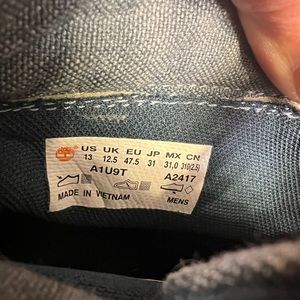 US UK EU JP MX CN
13 12.5 47.5 31 31,0 310(2.5)
A1U9T A2417
MADE IN VIETNAM MENS